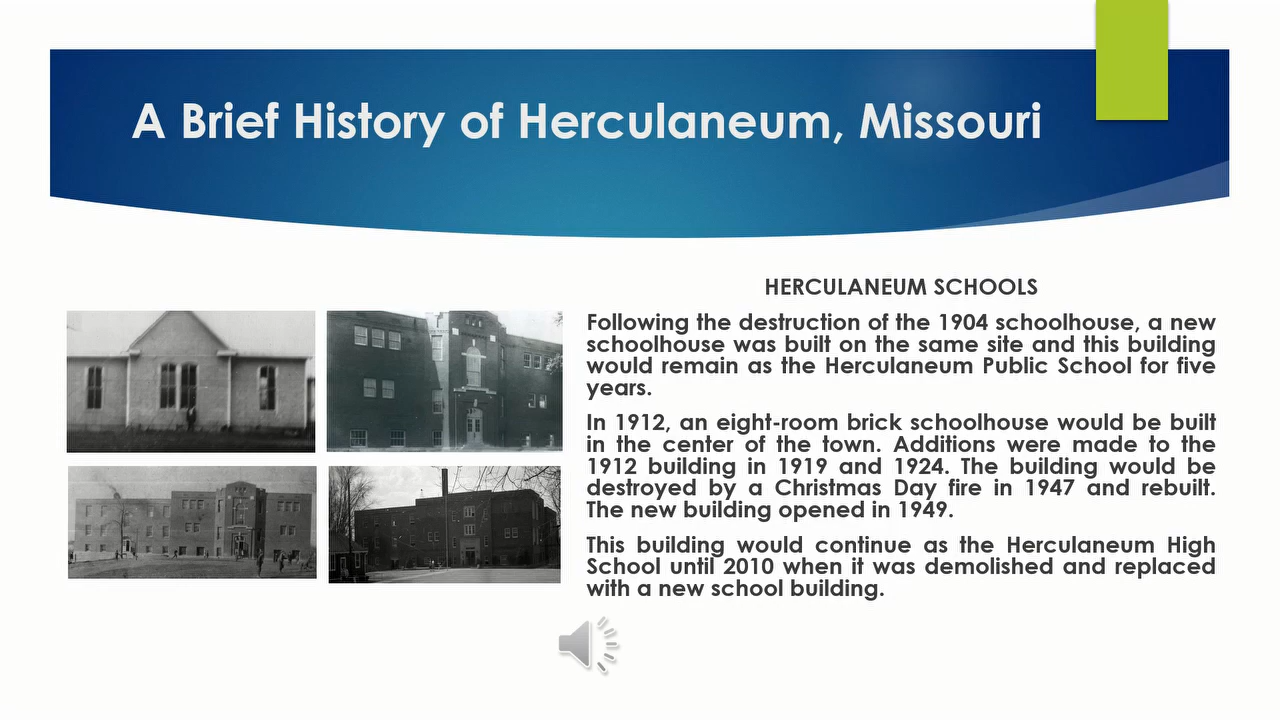 A Brief History of Herculaneum, Missouri
HERCULANEUM SCHOOLS
Following the destruction of the 1904 schoolhouse, a new
schoolhouse was built on the same site and this building
would remain as the Herculaneum Public School for five
years.
In 1912, an eight-room brick schoolhouse would be built
in the center of the town. Additions were made to the
1912 building in 1919 and 1924. The building would be
destroyed by a Christmas Day fire in 1947 and rebuilt.
The new building opened in 1949.
This building would continue as the Herculaneum High
School until 2010 when it was demolished and replaced
with a new school building.